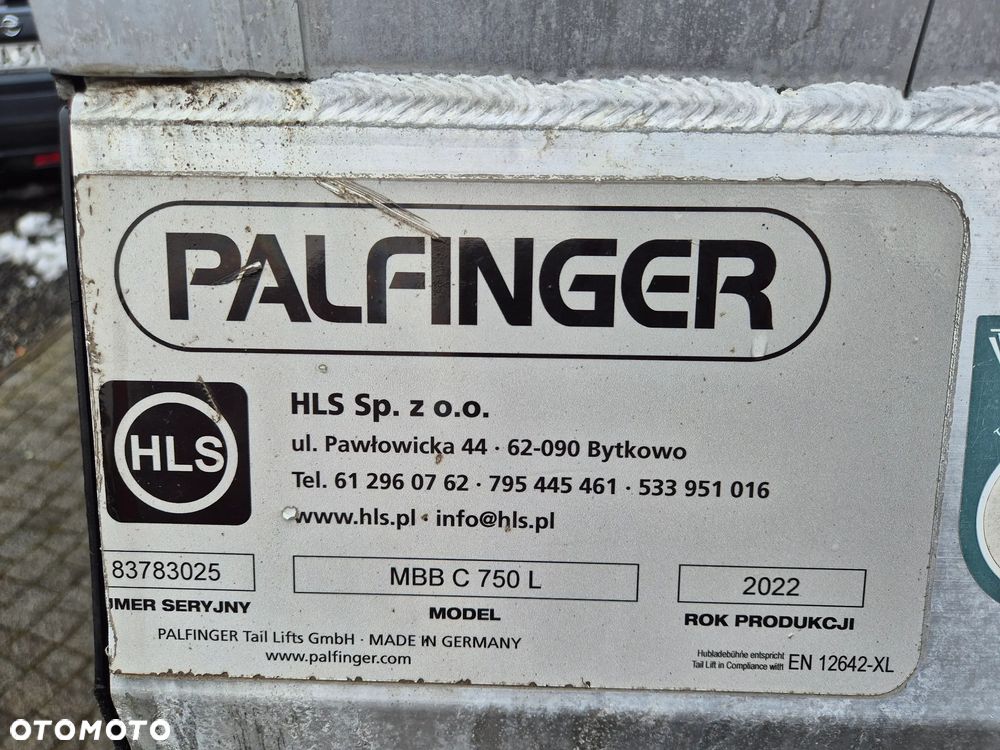 PALFINGER
HLS
HLS Sp. z o.o.
ul. Pawłowicka 44 · 62-090 Bytkowo
Tel. 61 296 07 62 · 795 445 461 · 533 951 016
www.hls.pl · info@hls.pl
83783025
MBB C 750 L
2022
UMER SERYJNY
MODEL
ROK PRODUKCJI
PALFINGER Tail Lifts GmbH · MADE IN GERMANY
www.palfinger.com
Hubladebühne entspricht
Tail Lift in Compliance with
EN 12642-XL
OTOMOTO